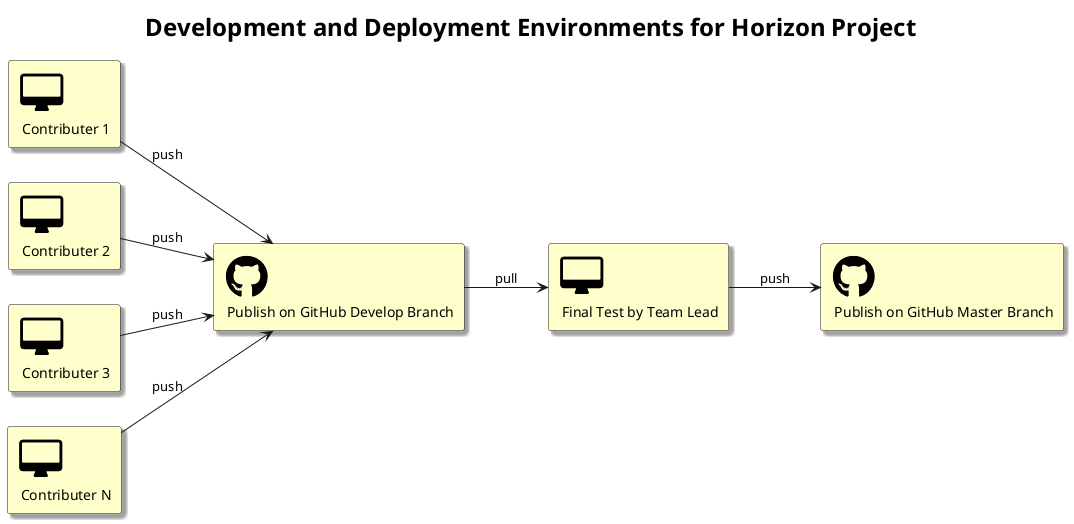 Development and Deployment Environments for Horizon Project
Contributer 1
push
Contributer 2
push
Contributer 3
push
Contributer N
push
Publish on GitHub Develop Branch
pull
Final Test by Team Lead
push
Publish on GitHub Master Branch